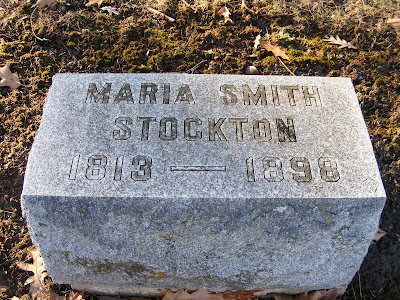 MARIA SMITH
STOCKTON
1813 — 1898